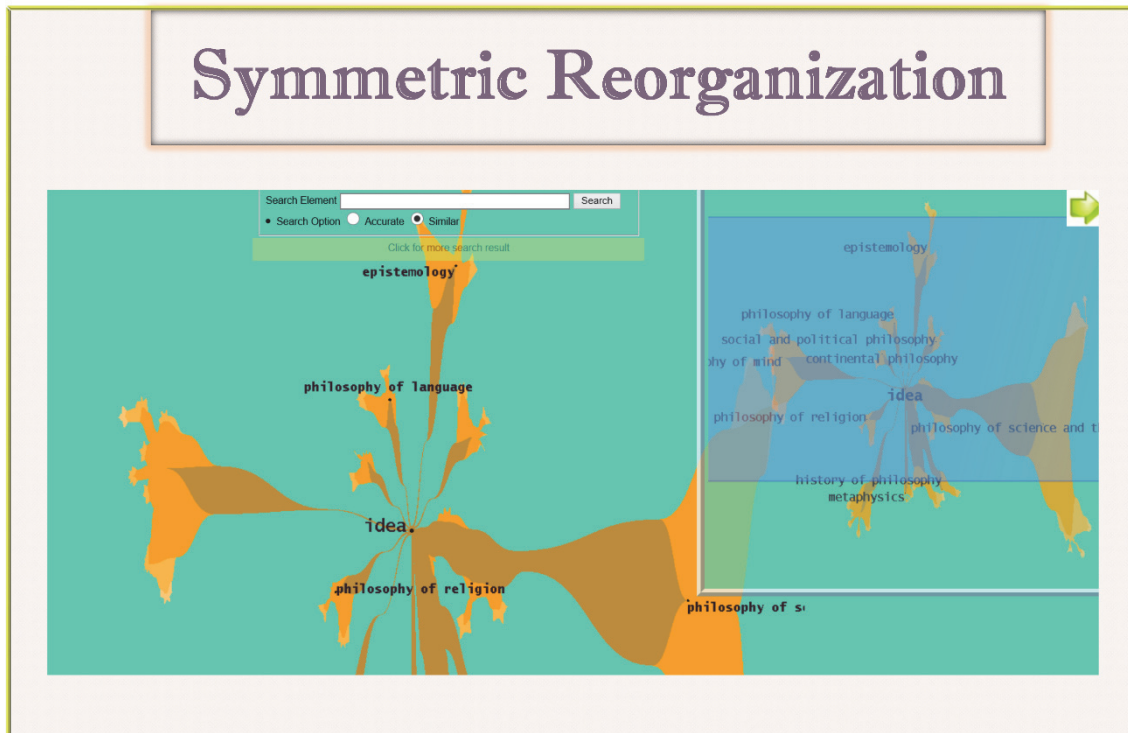 Symmetric Reorganization
Search Element
Search
• Search Option Accurate Similar
Click for more search result
epistemology
philosophy of language
idea
philosophy of religion
philosophy of s
epistemology
philosophy of language
social and political philosophy
hy of mind
continental philosophy
idea
philosophy of religion
philosophy of science and t
history of philosophy
metaphysics